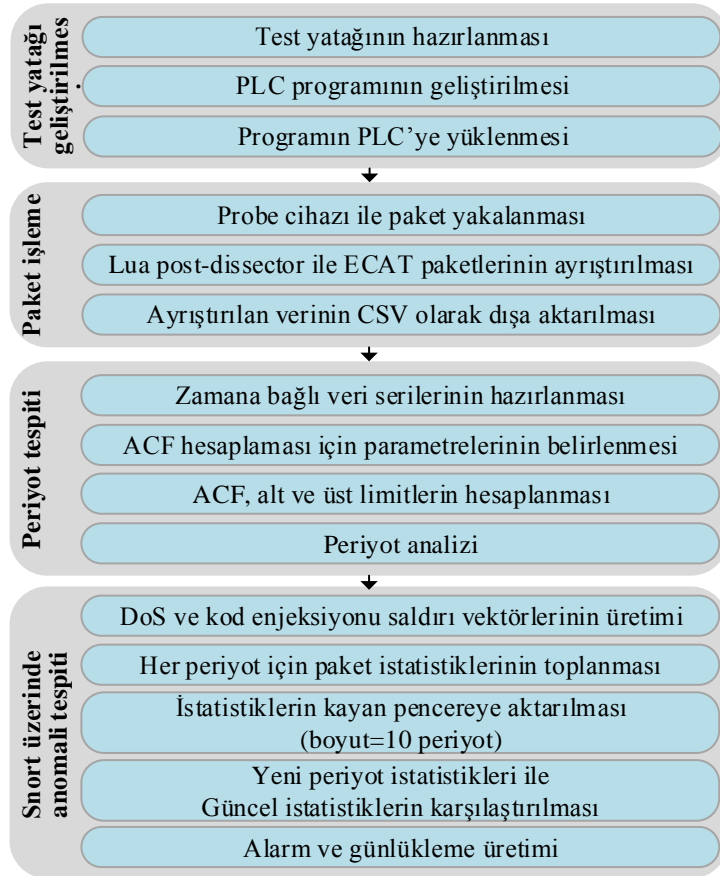 Test yatağı
geliştirilmes
Test yatağının hazırlanması
PLC programının geliştirilmesi
Programın PLC’ye yüklenmesi
Paket işleme
Probe cihazı ile paket yakalanması
Lua post-dissector ile ECAT paketlerinin ayrıştırılması
Ayrıştırılan verinin CSV olarak dışa aktarılması
Periyot tespiti
Zamana bağlı veri serilerinin hazırlanması
ACF hesaplaması için parametrelerinin belirlenmesi
ACF, alt ve üst limitlerin hesaplanması
Periyot analizi
Snort üzerinde
anomali tespiti
DoS ve kod enjeksiyonu saldırı vektörlerinin üretimi
Her periyot için paket istatistiklerinin toplanması
İstatistiklerin kayan pencereye aktarılması
(boyut=10 periyot)
Yeni periyot istatistikleri ile
Güncel istatistiklerin karşılaştırılması
Alarm ve günlükleme üretimi